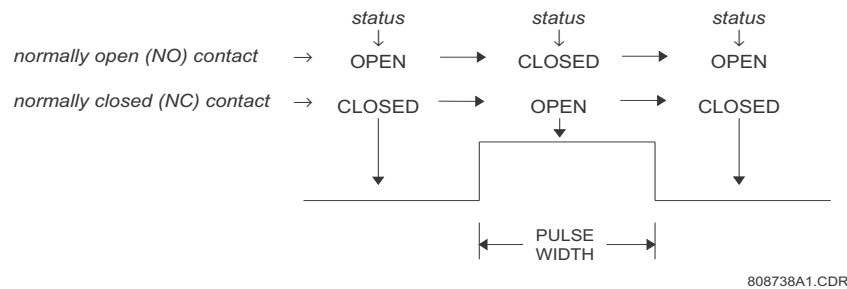 status status status
↓ ↓ ↓
normally open (NO) contact → OPEN → CLOSED → OPEN
normally closed (NC) contact → CLOSED → OPEN → CLOSED
PULSE
WIDTH
808738A1.CDR